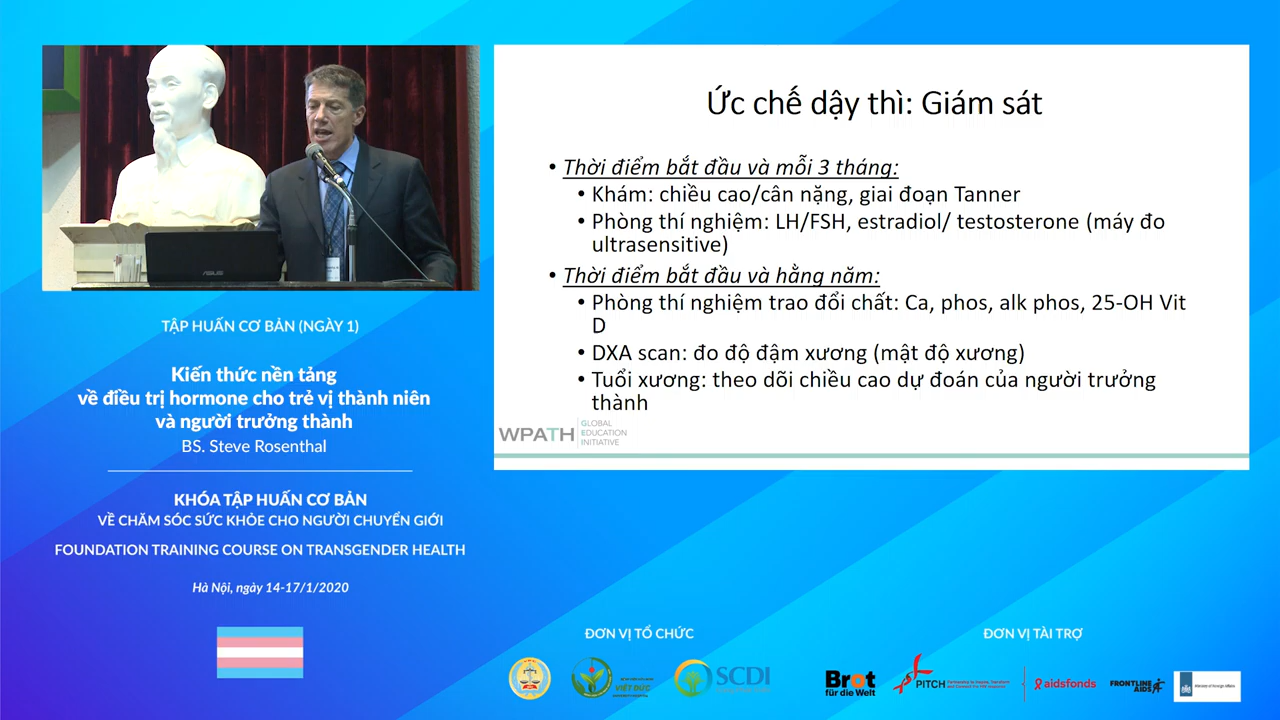 ASUS
TẬP HUẤN CƠ BẢN (NGÀY 1)
Kiến thức nền tảng
về điều trị hormone cho trẻ vị thành niên
và người trưởng thành
BS. Steve Rosenthal
KHÓA TẬP HUẤN CƠ BẢN
VỀ CHĂM SÓC SỨC KHỎE CHO NGƯỜI CHUYỂN GIỚI
FOUNDATION TRAINING COURSE ON TRANSGENDER HEALTH
Hà Nội, ngày 14-17/1/2020
Ức chế dậy thì: Giám sát
• Thời điểm bắt đầu và mỗi 3 tháng:
• Khám: chiều cao/cân nặng, giai đoạn Tanner
• Phòng thí nghiệm: LH/FSH, estradiol/ testosterone (máy đo
ultrasensitive)
• Thời điểm bắt đầu và hằng năm:
• Phòng thí nghiệm trao đổi chất: Ca, phos, alk phos, 25-OH Vit
D
• DXA scan: đo độ đậm xương (mật độ xương)
• Tuổi xương: theo dõi chiều cao dự đoán của người trưởng
thành
WPATH
GLOBAL
EDUCATION
INITIATIVE
ĐƠN VỊ TỔ CHỨC
VIỆT ĐỨC
SCDI
ĐƠN VỊ TÀI TRỢ
Brot
für die Welt
PITCH
aidsfonds
FRONTLINE
AIDS